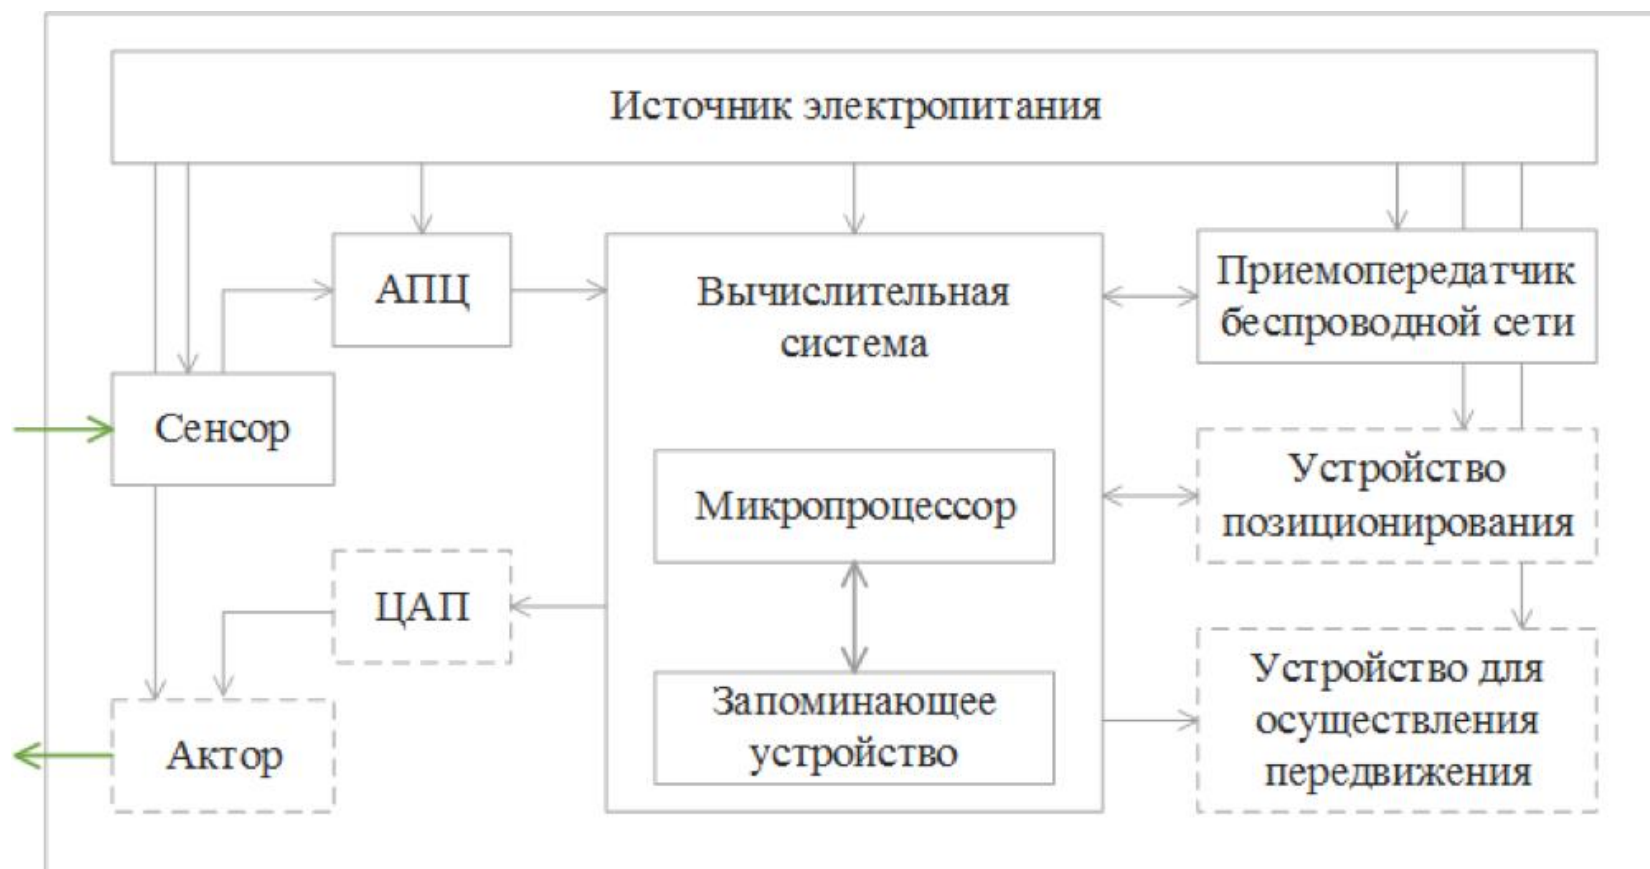 Источник электропитания
АПЦ
Вычислительная
система
Приемопередатчик
беспроводной сети
Сенсор
Микропроцессор
Устройство
позиционирования
ЦАП
Запоминающее
устройство
Устройство для
осуществления
передвижения
Актор